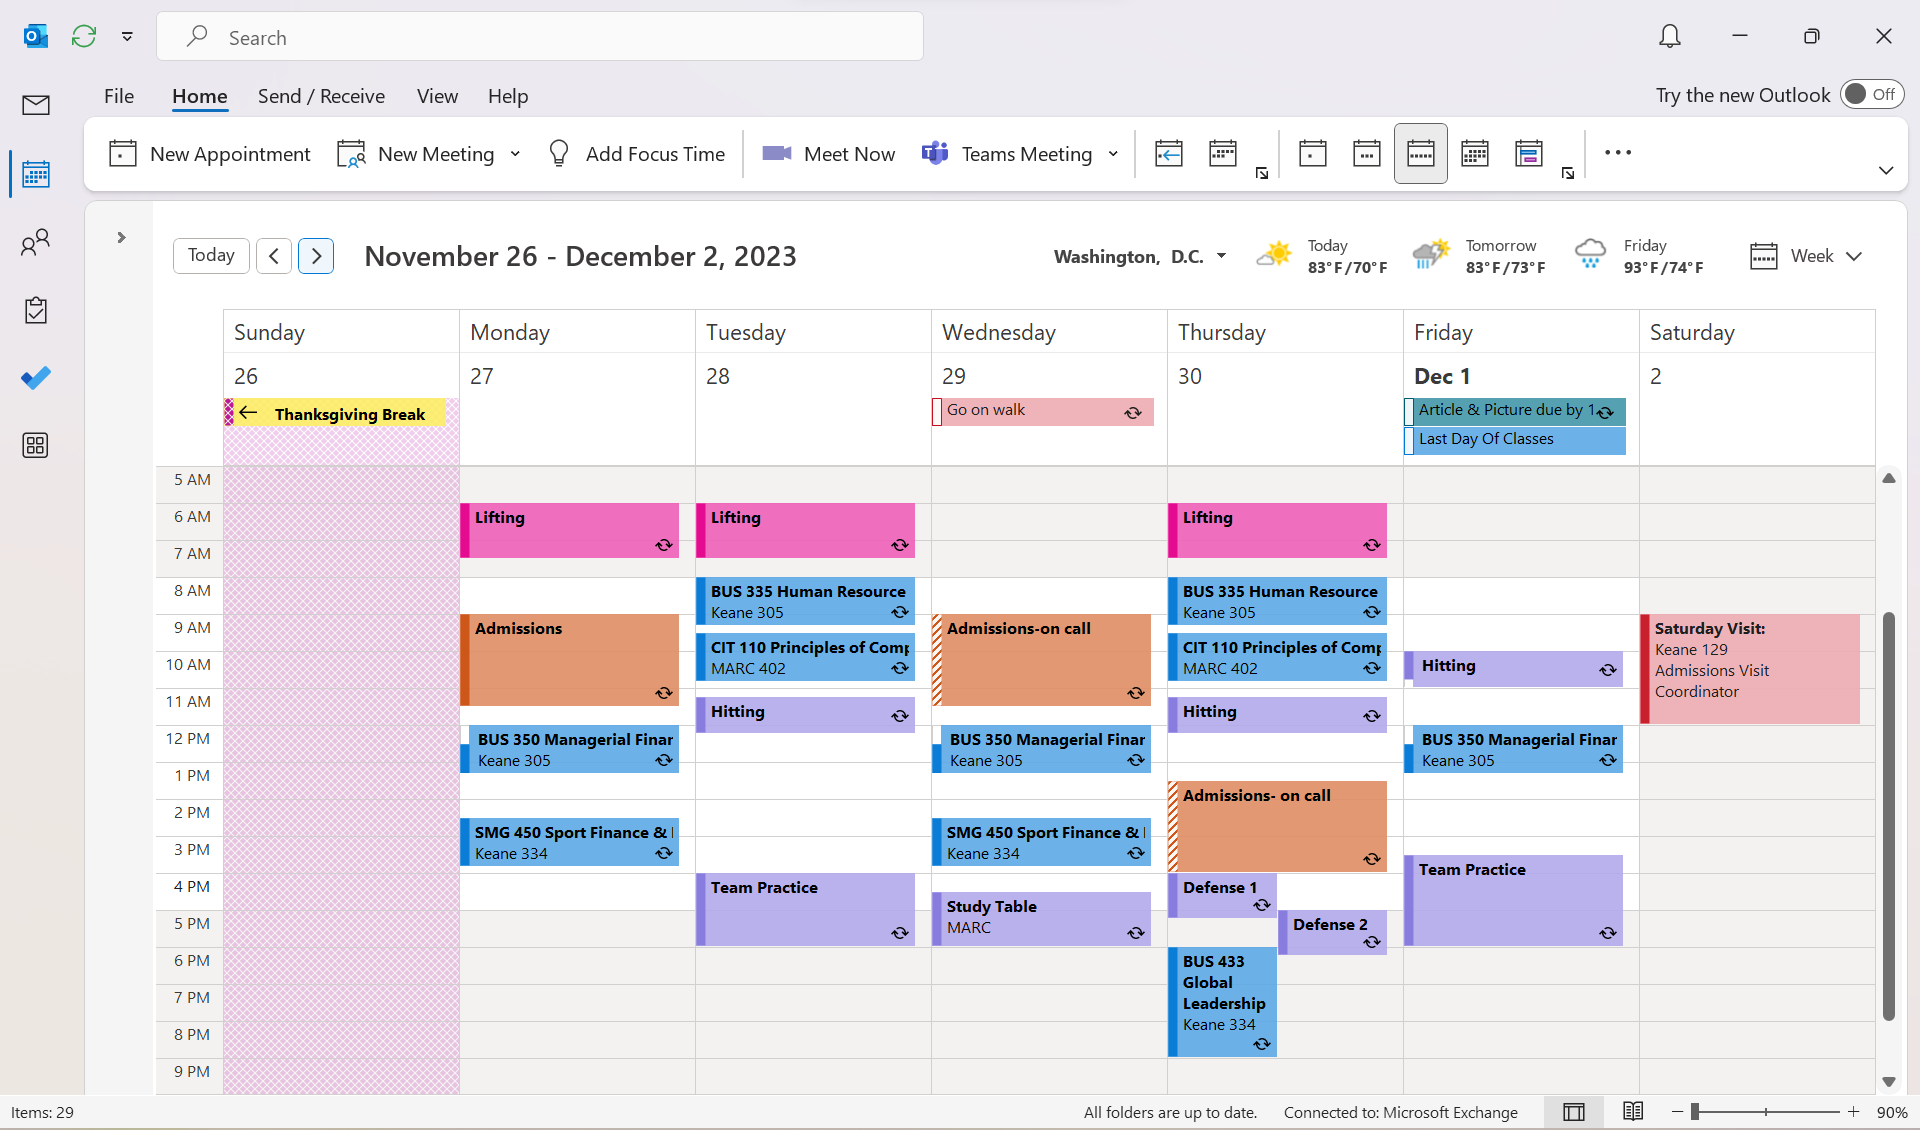 Search
File
Home
Send / Receive
View
Help
Try the new Outlook
Off
New Appointment
New Meeting
Add Focus Time
Meet Now
Teams Meeting
Today
November 26 - December 2, 2023
Washington, D.C.
Today
83°F/70°F
Tomorrow
83°F/73°F
Friday
93°F/74°F
Week
Sunday
Monday
Tuesday
Wednesday
Thursday
Friday
Saturday
26
27
28
29
30
Dec 1
2
Thanksgiving Break
Go on walk
Article & Picture due by 1
Last Day Of Classes
5 AM
6 AM
7 AM
8 AM
9 AM
10 AM
11 AM
12 PM
1 PM
2 PM
3 PM
4 PM
5 PM
6 PM
7 PM
8 PM
9 PM
Lifting
Admissions
BUS 350 Managerial Finar
Keane 305
SMG 450 Sport Finance &
Keane 334
Lifting
BUS 335 Human Resource
Keane 305
CIT 110 Principles of Comp
MARC 402
Hitting
Team Practice
Admissions-on call
BUS 350 Managerial Finar
Keane 305
SMG 450 Sport Finance &
Keane 334
Study Table
MARC
Lifting
BUS 335 Human Resource
Keane 305
CIT 110 Principles of Comp
MARC 402
Hitting
Admissions- on call
Defense 1
Defense 2
BUS 433
Global
Leadership
Keane 334
Hitting
BUS 350 Managerial Finar
Keane 305
Team Practice
Saturday Visit:
Keane 129
Admissions Visit
Coordinator
Items: 29
All folders are up to date.
Connected to: Microsoft Exchange
90%